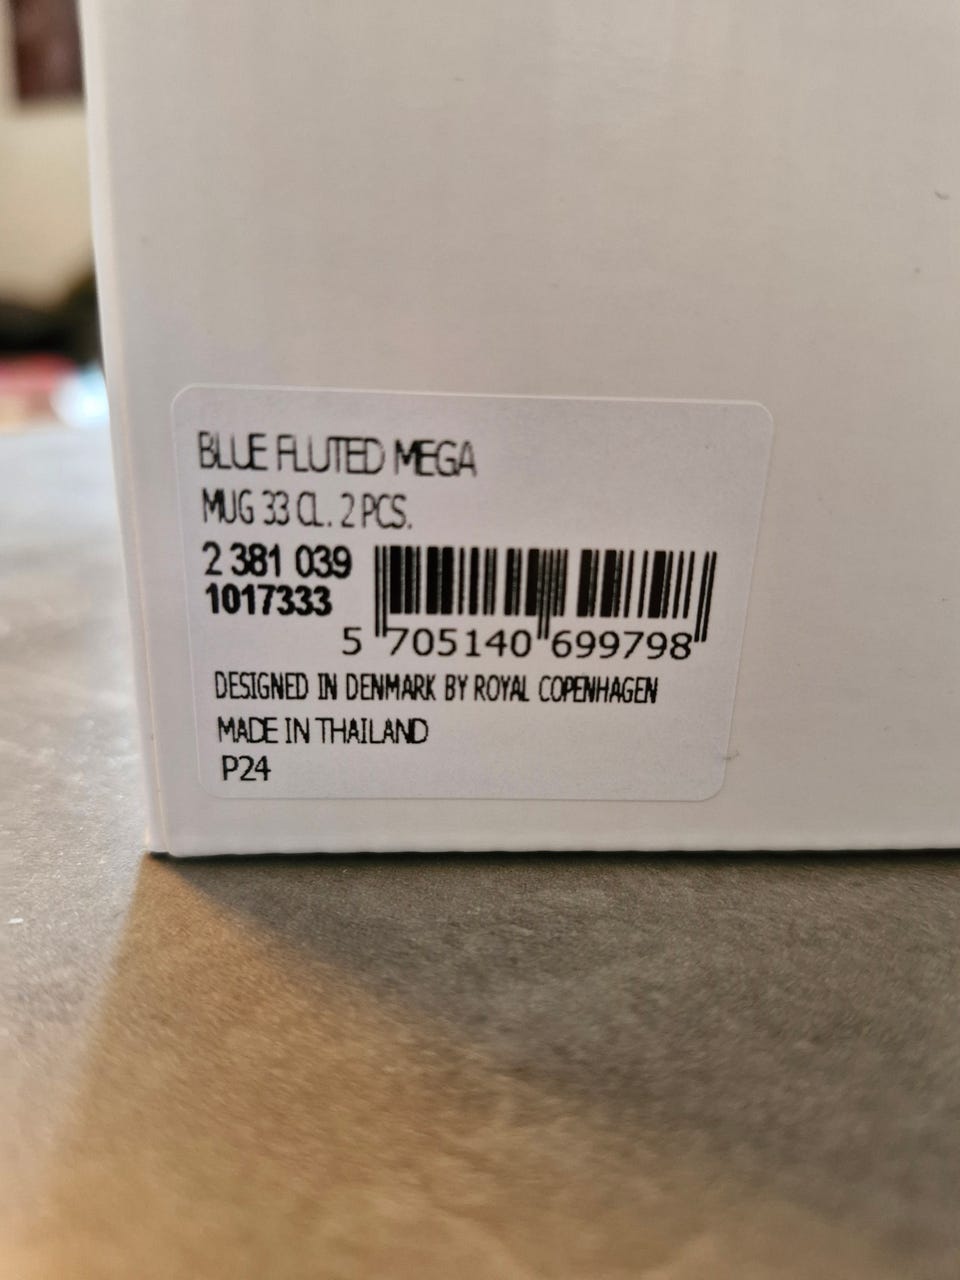 BLUE FLUTED MEGA
MUG 33 CL. 2 PCS.
2 381 039
1017333
5 705140 699798
DESIGNED IN DENMARK BY ROYAL COPENHAGEN
MADE IN THAILAND
P24